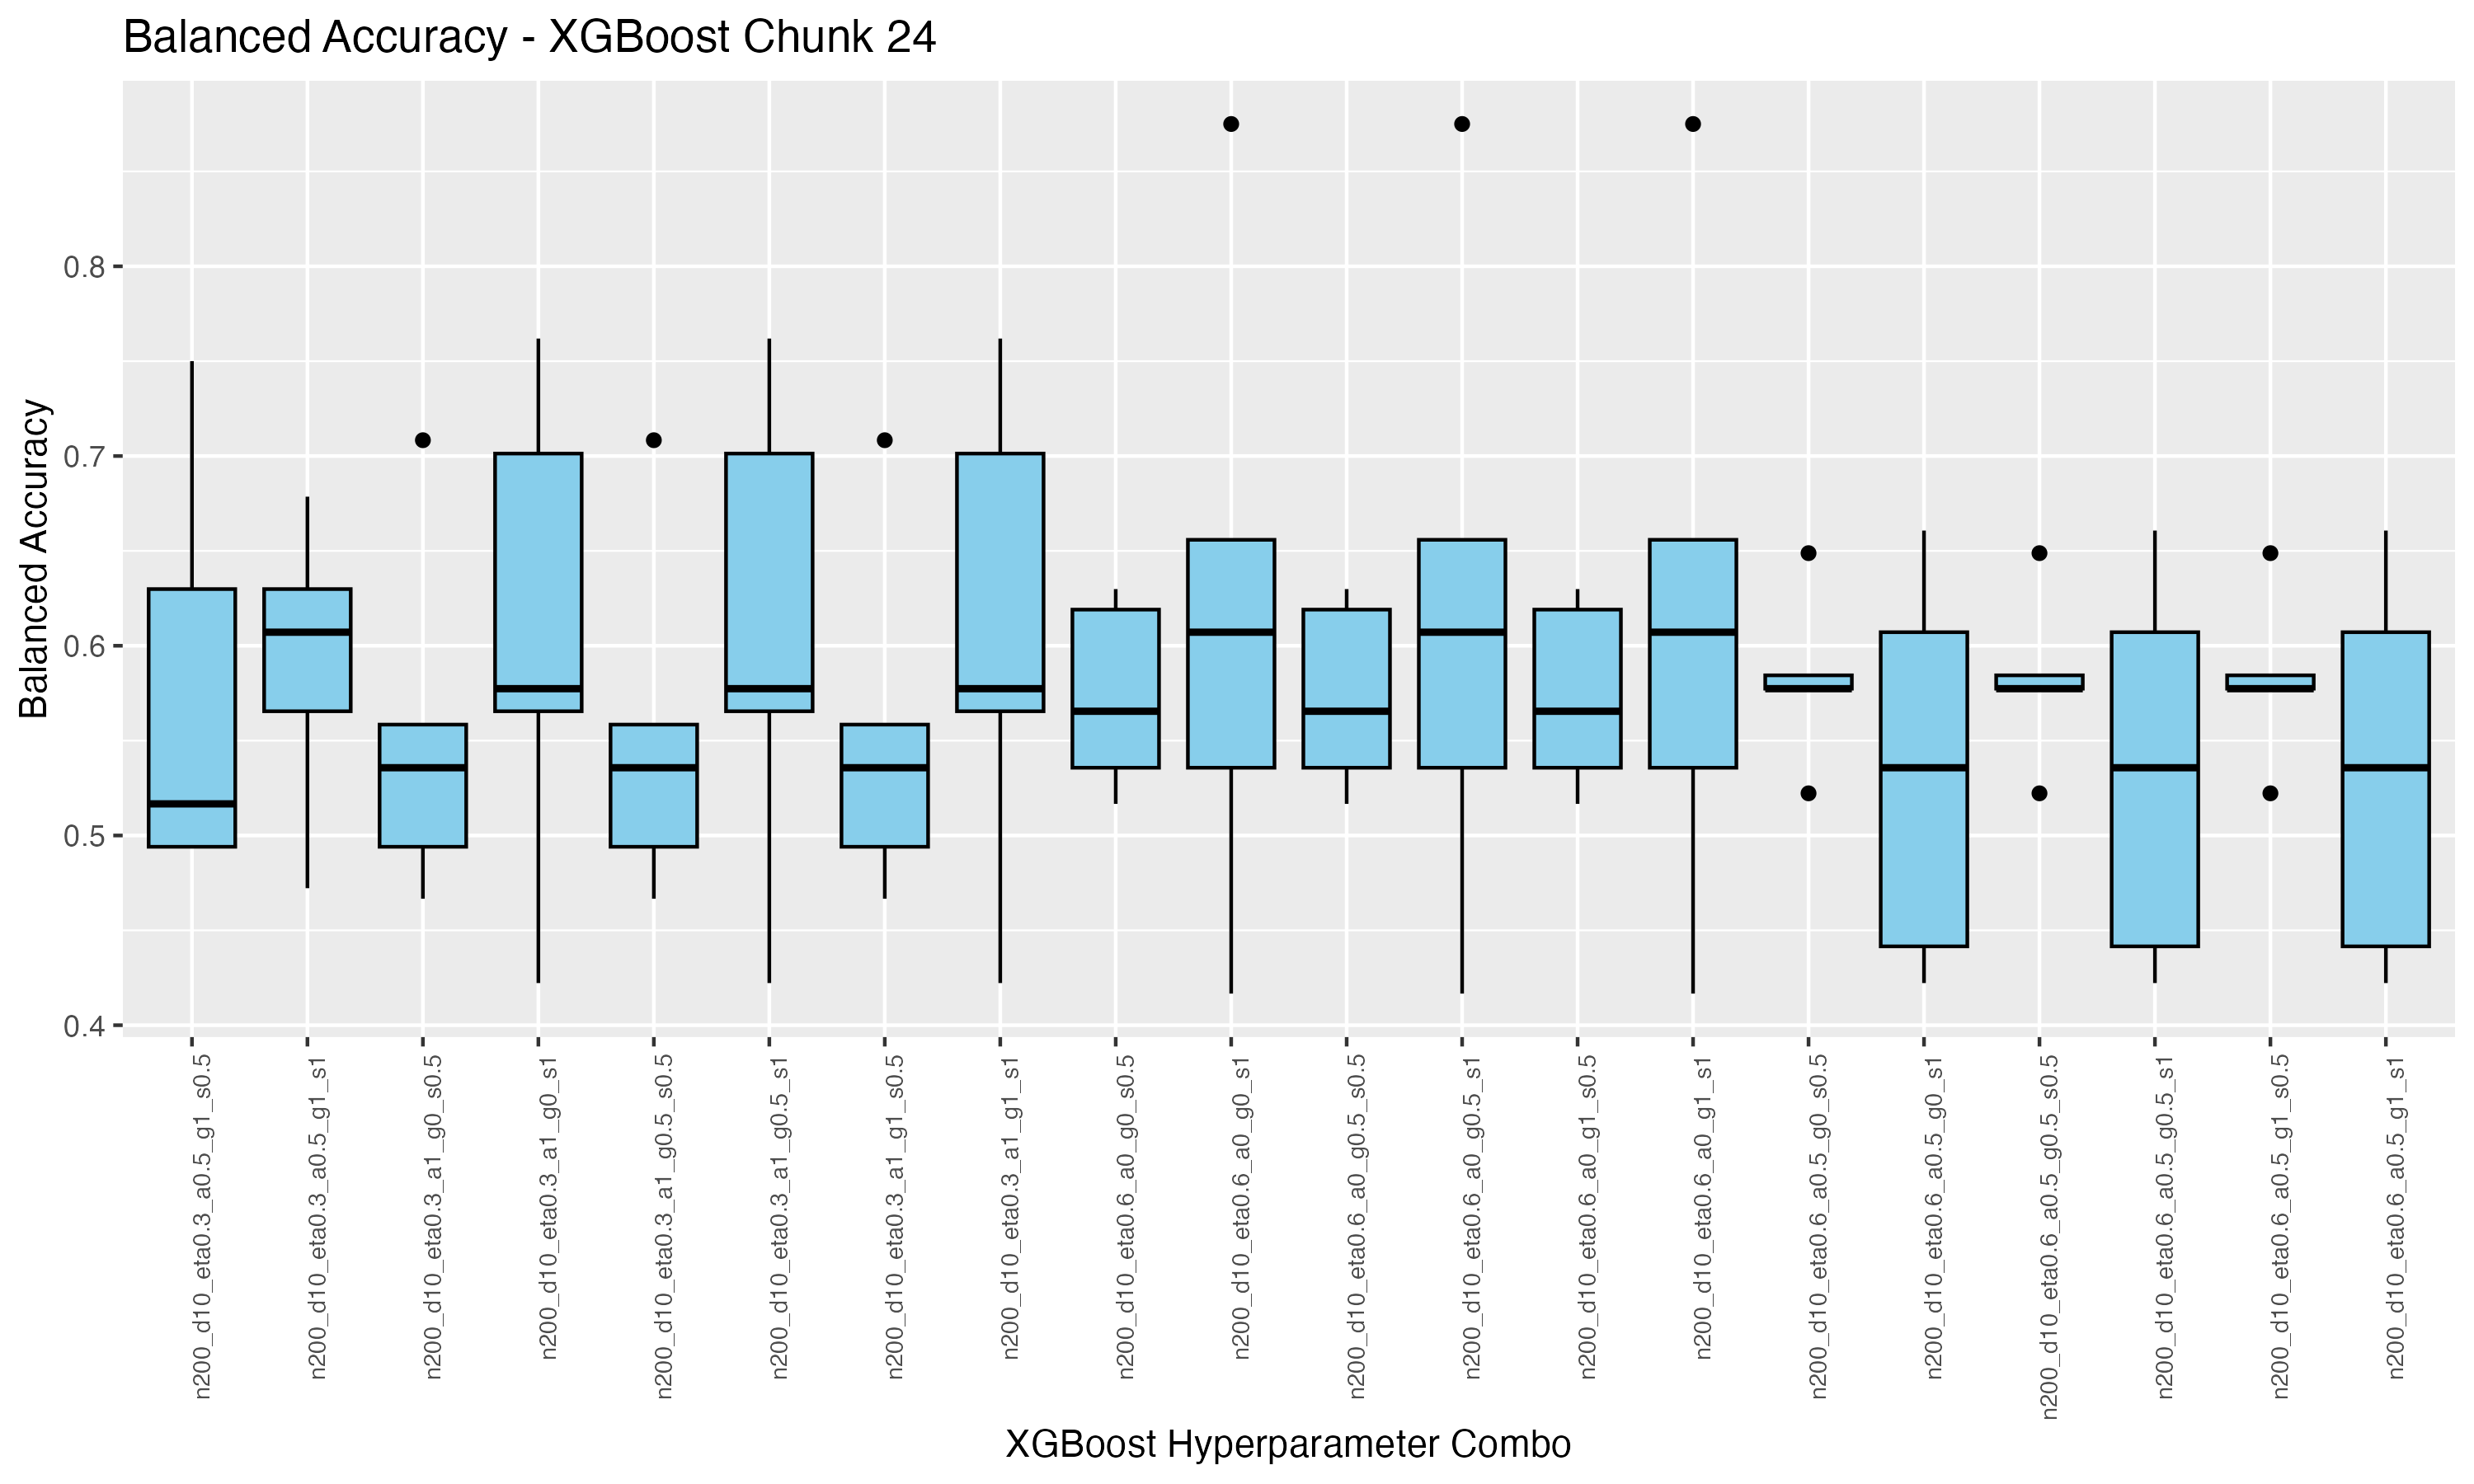 Balanced Accuracy - XGBoost Chunk 24
Balanced Accuracy
0.8
0.7
0.6
0.5
0.4
n200_d10_eta0.3_a0.5_g1_s0.5
n200_d10_eta0.3_a0.5_g1_s1
n200_d10_eta0.3_a1_g0_s0.5
n200_d10_eta0.3_a1_g0_s1
n200_d10_eta0.3_a1_g0.5_s0.5
n200_d10_eta0.3_a1_g0.5_s1
n200_d10_eta0.3_a1_g1_s0.5
n200_d10_eta0.3_a1_g1_s1
n200_d10_eta0.6_a0_g0_s0.5
n200_d10_eta0.6_a0_g0_s1
n200_d10_eta0.6_a0_g0.5_s0.5
n200_d10_eta0.6_a0_g0.5_s1
n200_d10_eta0.6_a0_g1_s0.5
n200_d10_eta0.6_a0_g1_s1
n200_d10_eta0.6_a0.5_g0_s0.5
n200_d10_eta0.6_a0.5_g0_s1
n200_d10_eta0.6_a0.5_g0.5_s0.5
n200_d10_eta0.6_a0.5_g0.5_s1
n200_d10_eta0.6_a0.5_g1_s0.5
n200_d10_eta0.6_a0.5_g1_s1
XGBoost Hyperparameter Combo